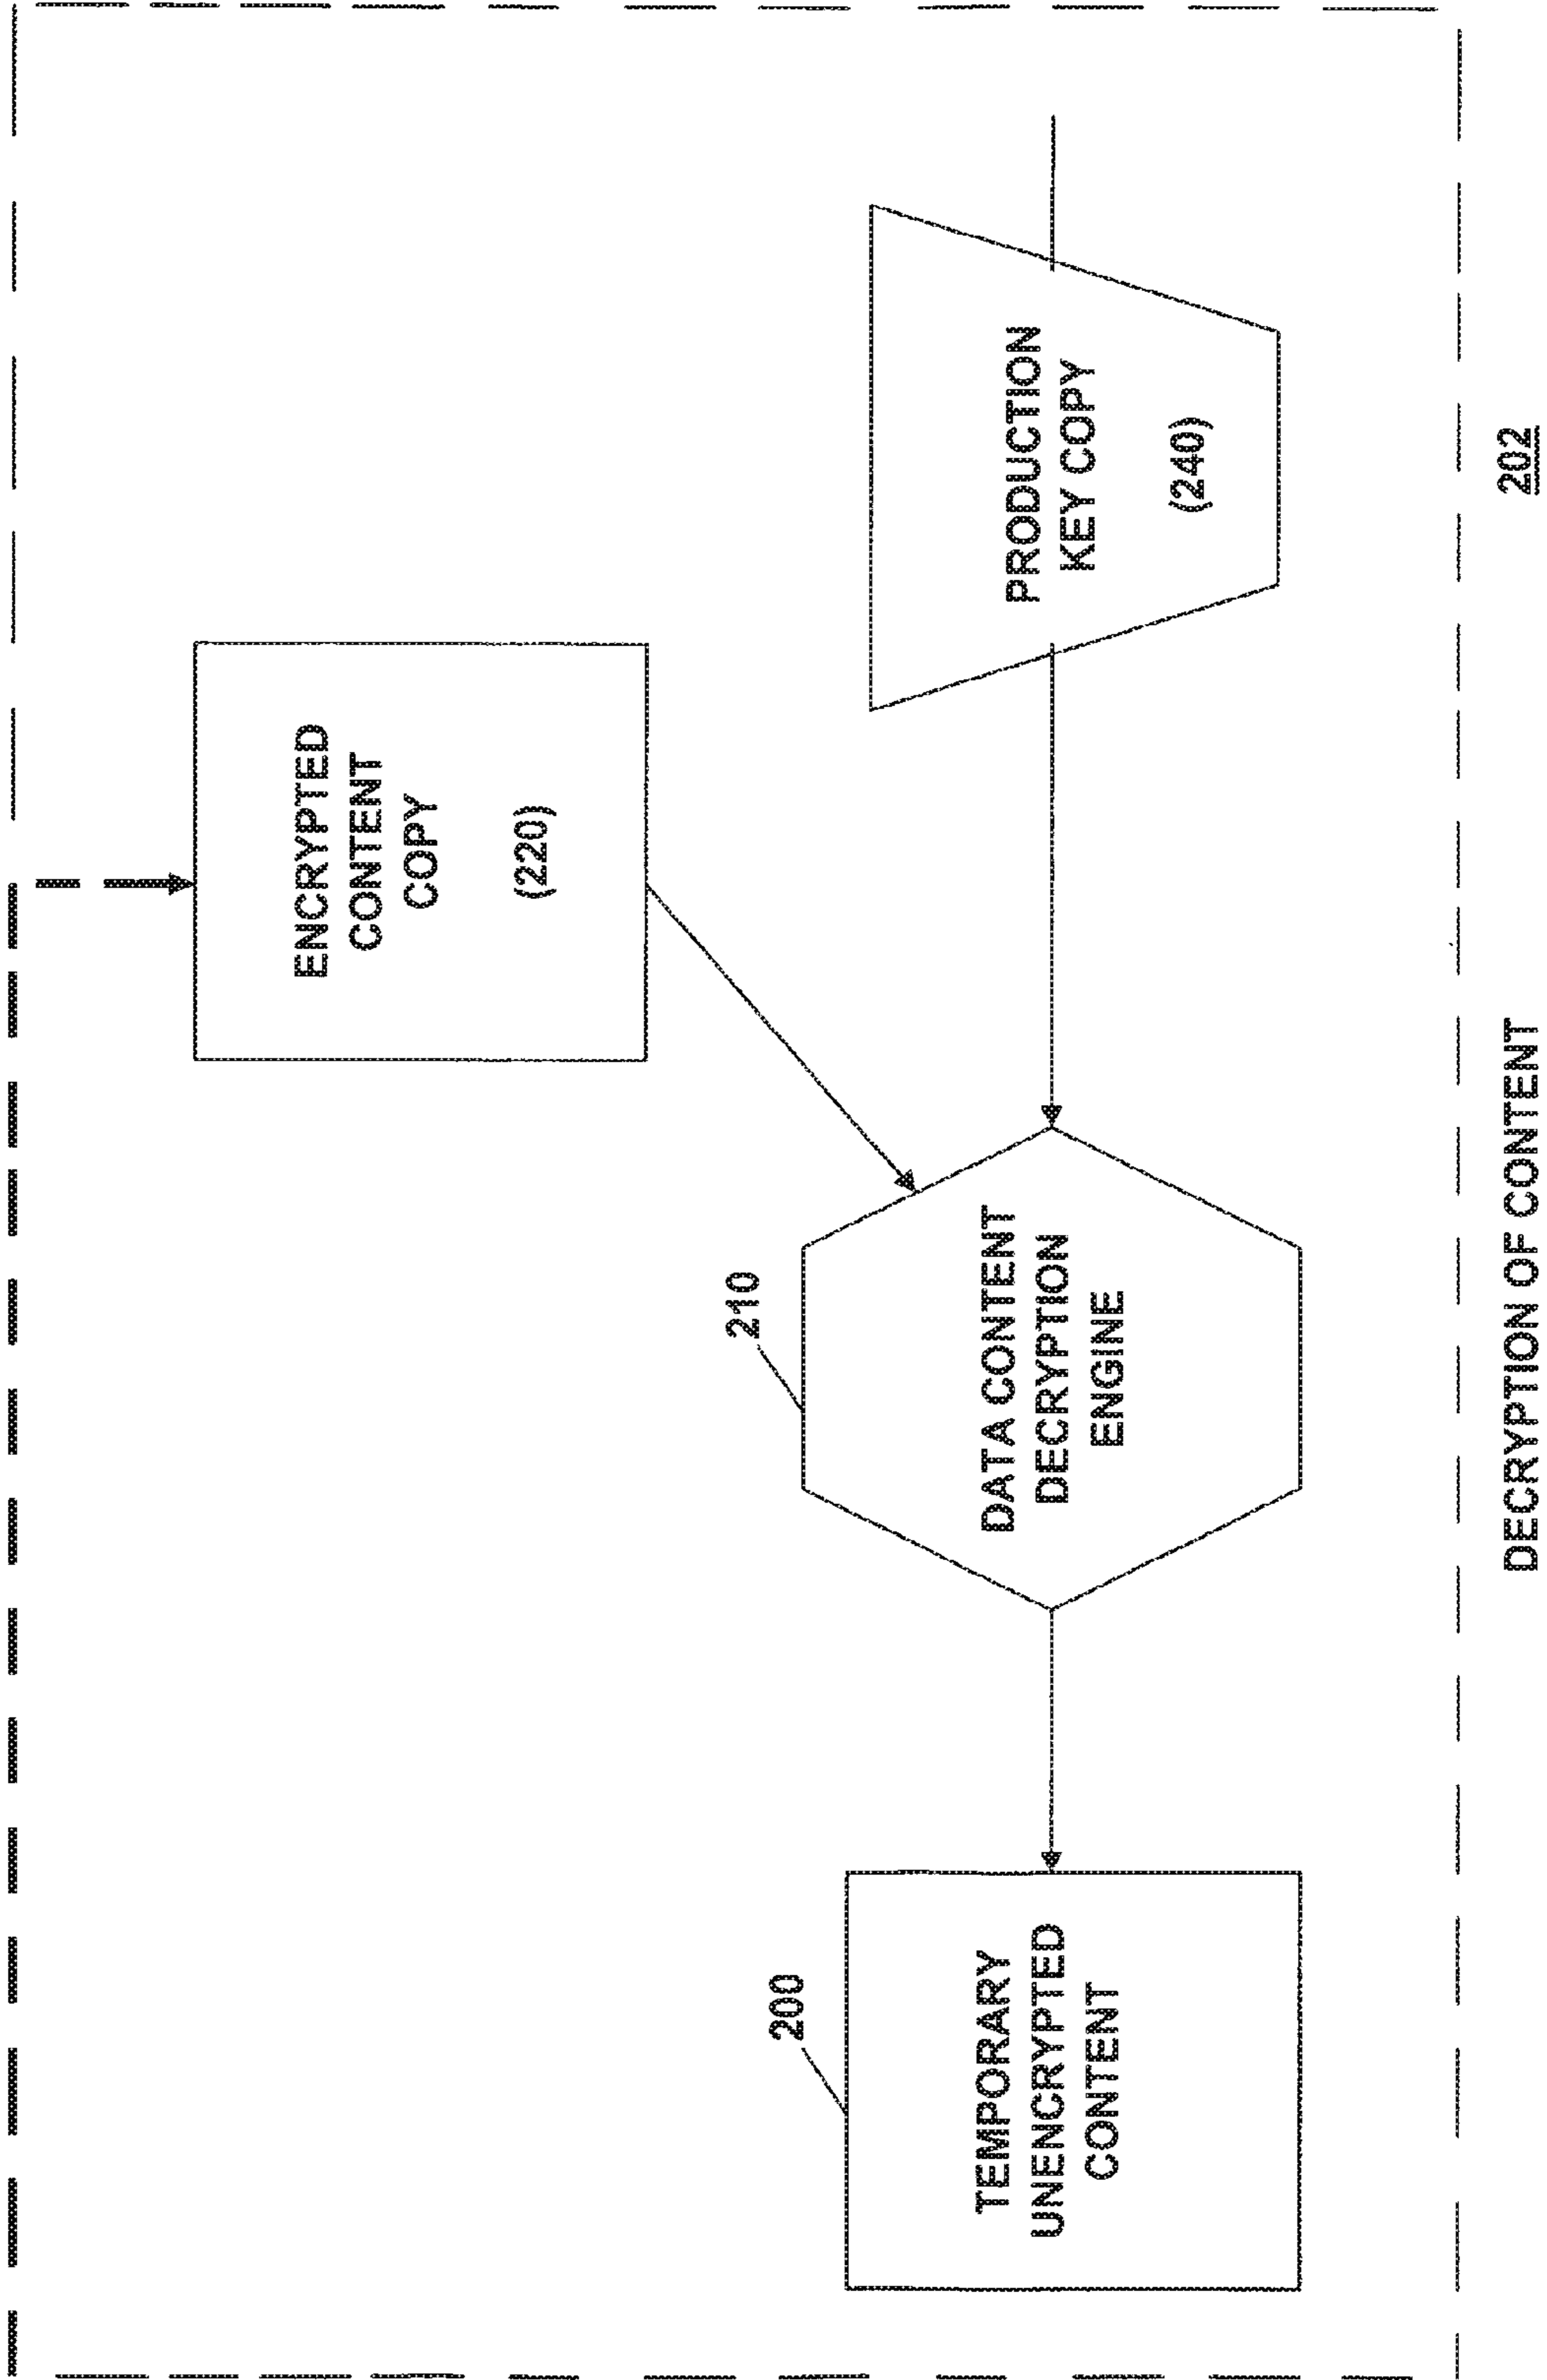 ENCRYPTED
CONTENT
COPY
(220)
200
TEMPORARY
UNENCRYPTED
CONTENT
210
DATA CONTENT
DECRYPTION
ENGINE
PRODUCTION
KEY COPY
(240)
DECRYPTION OF CONTENT
202